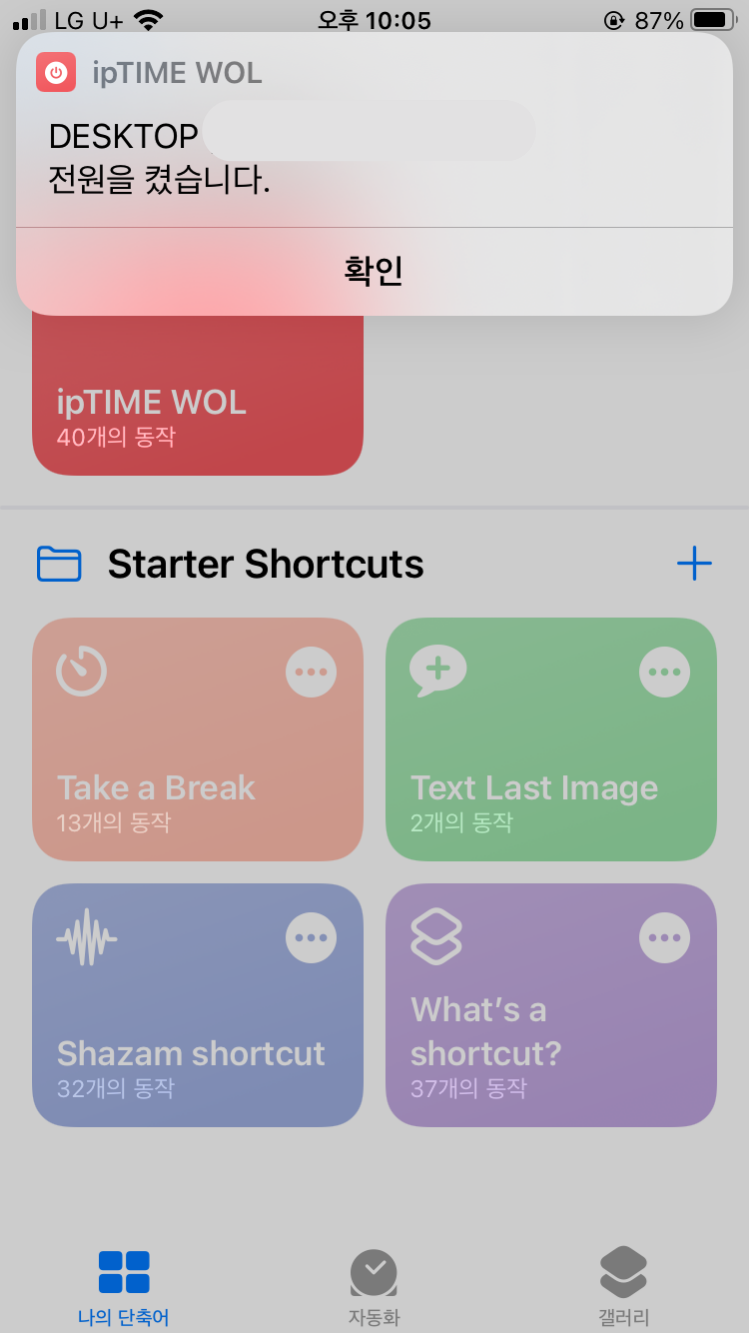 LG U+ 오후 10:05 87%
ipTIME WOL
DESKTOP
전원을 켰습니다.
확인
ipTIME WOL
40개의 동작
Starter Shortcuts
Take a Break
13개의 동작
Text Last Image
2개의 동작
Shazam shortcut
32개의 동작
What's a
shortcut?
37개의 동작
나의 단축어 자동화 갤러리